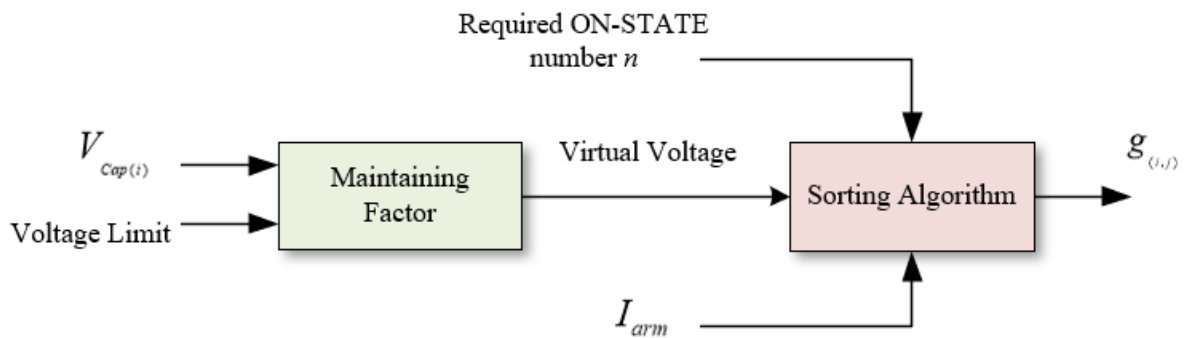 Required ON-STATE
number n
V Cap(i)
Voltage Limit
Maintaining
Factor
Virtual Voltage
Sorting Algorithm
g (i,j)
I arm